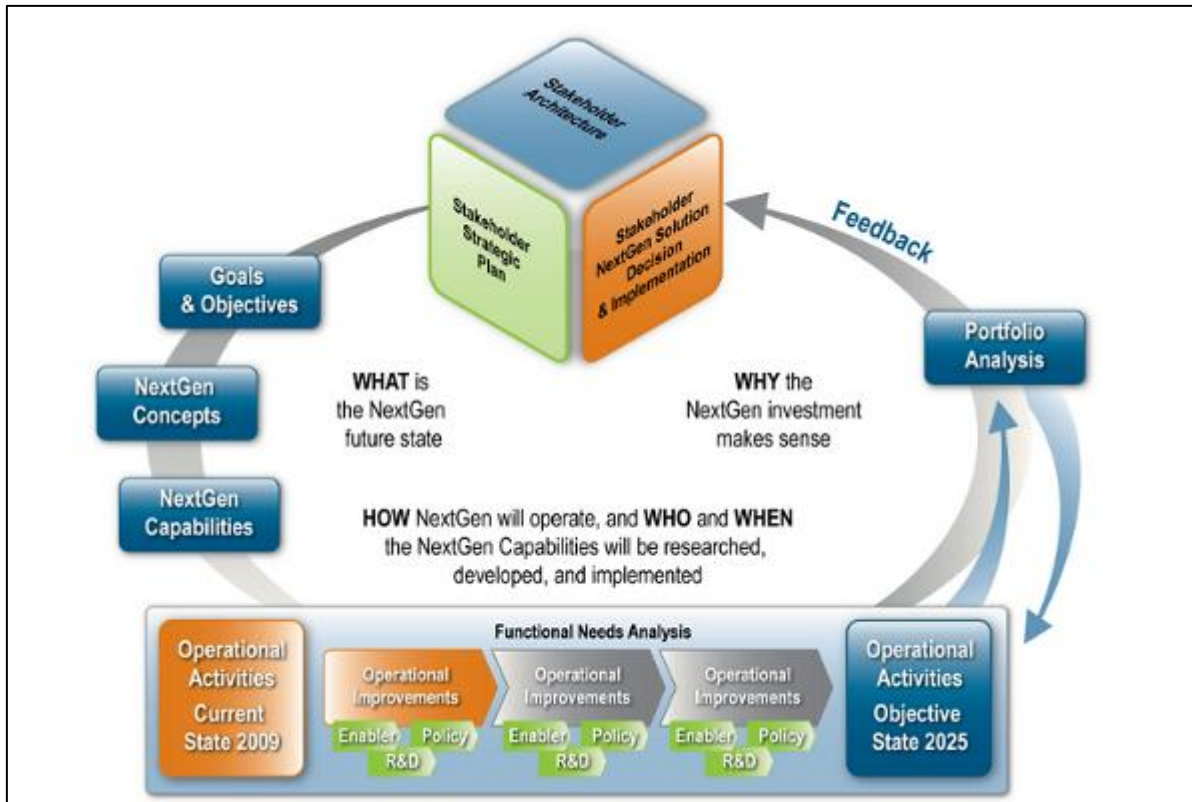 Stakeholder
Architecture
Stakeholder
Strategic
Plan
Stakeholder
NextGen Solution
Decision
& Implementation
Feedback
Goals
& Objectives
Portfolio
Analysis
NextGen
Concepts
WHAT is
the NextGen
future state
WHY the
NextGen investment
makes sense
NextGen
Capabilities
HOW NextGen will operate, and WHO and WHEN
the NextGen Capabilities will be researched,
developed, and implemented
Functional Needs Analysis
Operational
Activities
Current
State 2009
Operational
Improvements
Enabler
Policy
R&D
Operational
Improvements
Enabler
Policy
R&D
Operational
Improvements
Enabler
Policy
R&D
Operational
Activities
Objective
State 2025